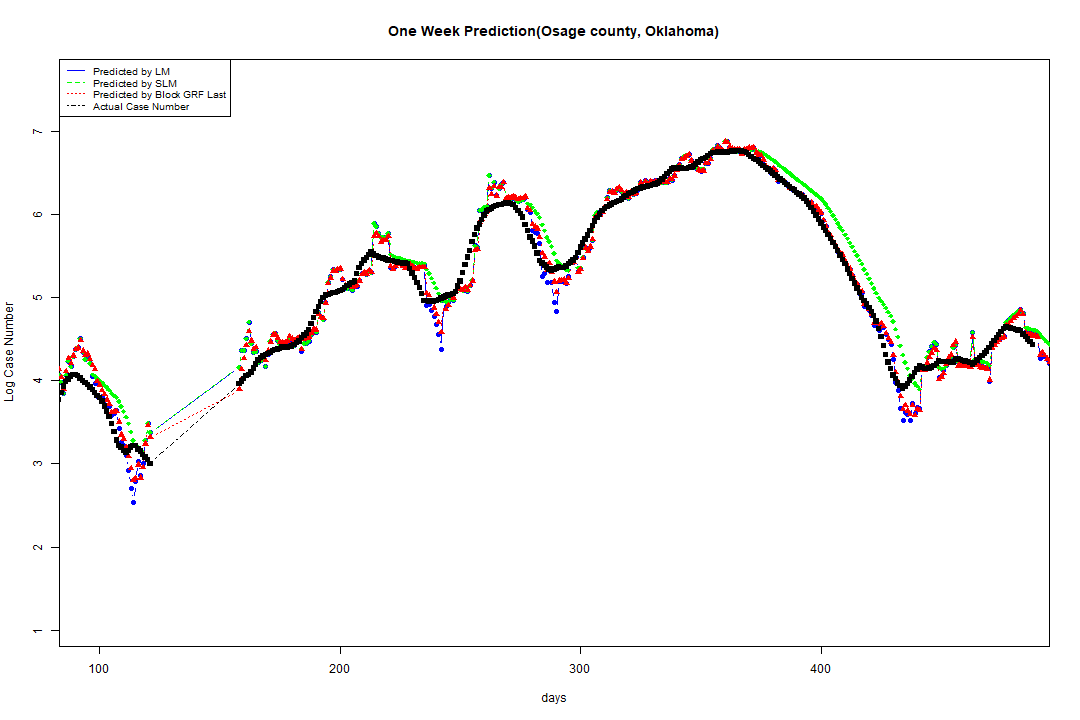 One Week Prediction(Osage county, Oklahoma)
Predicted by LM
Predicted by SLM
Predicted by Block GRF Last
Actual Case Number
Log Case Number
7
6
5
4
3
2
1
100 200 300 400
days